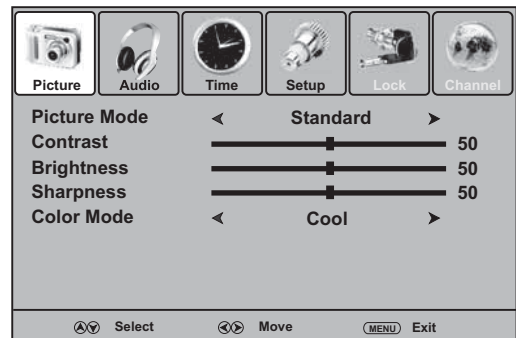 Picture Audio Time Setup Lock Channel
Picture Mode Standard
Contrast 50
Brightness 50
Sharpness 50
Color Mode Cool
Select Move MENU Exit